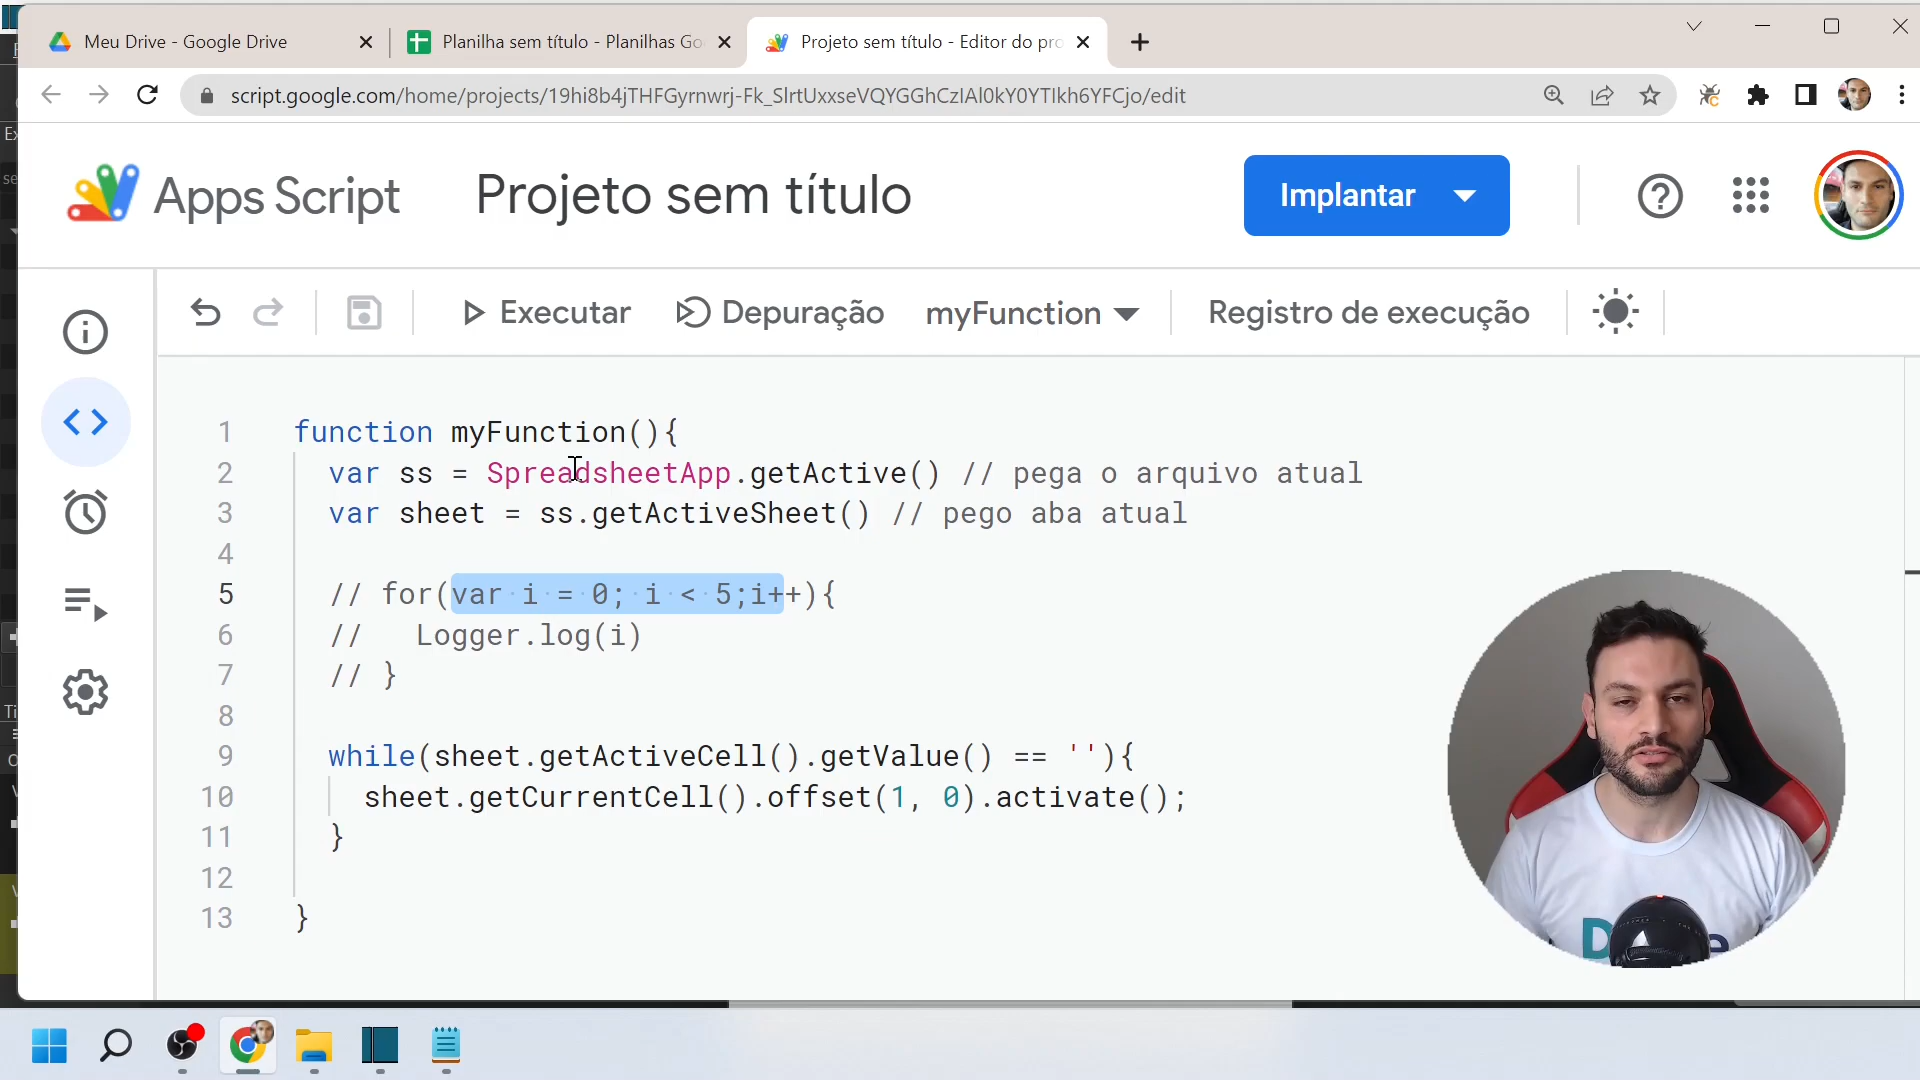 Meu Drive - Google Drive
Planilha sem título - Planilhas Go
Projeto sem título - Editor do pro
script.google.com/home/projects/19hi8b4jTHFGyrnwrj-Fk_SlrtUxxseVQYGGhCzIAl0kY0YTIkh6YFCjo/edit
Apps Script
Projeto sem título
Implantar
Executar
Depuração
myFunction
Registro de execução
1 function myFunction(){
2 var ss = SpreadsheetApp.getActive() // pega o arquivo atual
3 var sheet = ss.getActiveSheet() // pego aba atual
4
5 // for(var i = 0; i < 5;i++){
6 // Logger.log(i)
7 // }
8
9 while(sheet.getActiveCell().getValue() == ''){
10 sheet.getCurrentCell().offset(1, 0).activate();
11 }
12
13 }